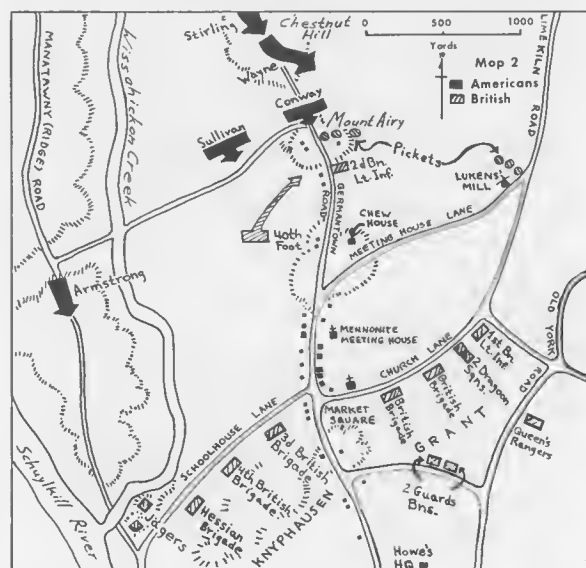 Chestnut
Hill
Stirling
Wayne
0 500 1000
Yards
Map 2
Americans
British
LIMEKILN ROAD
MANATAWNY (RIDGE) ROAD
Wissahickon Creek
Conway
Mount Airy
Sullivan
Pickets
2d Bn.
Lt. Inf.
LUKENS'
MILL
GERMANTOWN
ROAD
CHEW
HOUSE
MEETING HOUSE LANE
40th
Foot
Armstrong
MENNONITE
MEETING HOUSE
OLD YORK
ROAD
CHURCH LANE
1st Bn.
Lt. Inf.
2 Dragoon
Sqns.
British
Brigade
British
Brigade
GRANT
Queen's
Rangers
MARKET
SQUARE
SCHOOLHOUSE LANE
3d British
Brigade
4th British
Brigade
Hessian
Brigade
KNYPHAUSEN
Jägers
2 Guards
Bns.
Schuylkill
River
Howe's
HQ